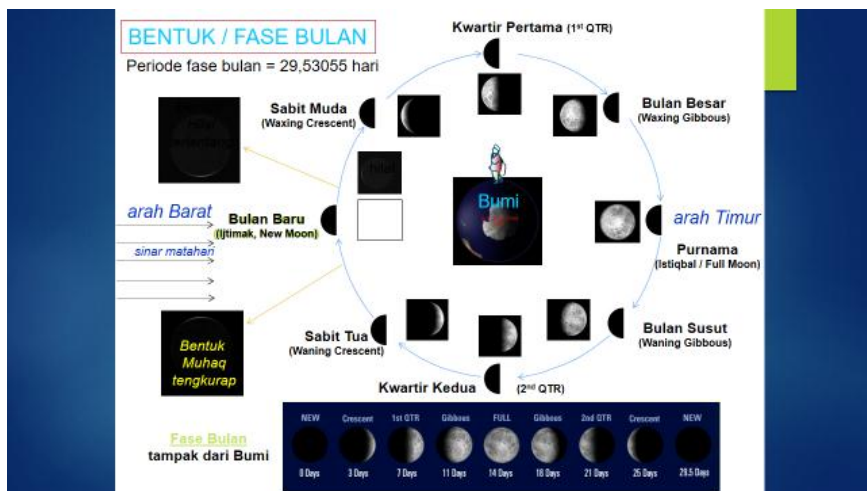 BENTUK / FASE BULAN
Periode fase bulan = 29,53055 hari
Kwartir Pertama (1st QTR)
Sabit Muda
(Waxing Crescent)
Bulan Besar
(Waxing Gibbous)
hilal
arah Barat
Bulan Baru
(Ijtimak, New Moon)
sinar matahari
Bumi
arah Timur
Purnama
(Istiqbal / Full Moon)
Bentuk
Muhaq
tengkurap
Sabit Tua
(Waning Crescent)
Bulan Susut
(Waning Gibbous)
Kwartir Kedua (2nd QTR)
Fase Bulan
tampak dari Bumi
NEW Crescent 1st QTR Gibbous FULL Gibbous 2nd QTR Crescent NEW
0 Days 3 Days 7 Days 11 Days 14 Days 18 Days 21 Days 25 Days 29.5 Days